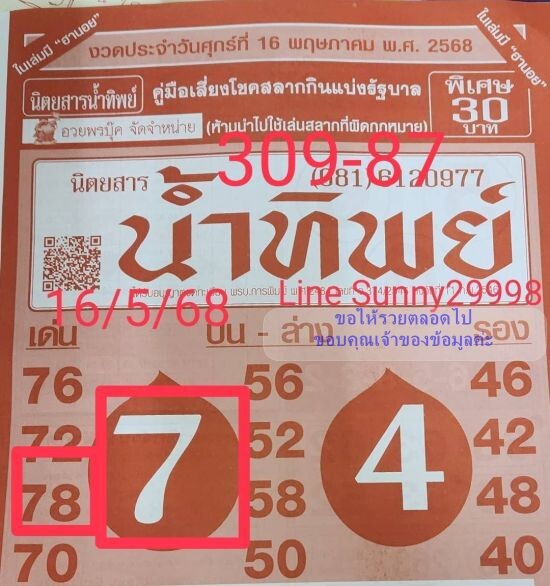 ในเล่มมี "ฮานอย"
ในเล่มมี "ฮานอย"
งวดประจำวันศุกร์ที่ 16 พฤษภาคม พ.ศ. 2568
นิตยสารน้ำทิพย์
คู่มือเสี่ยงโชคสลากกินแบ่งรัฐบาล
พิเศษ
30
บาท
อวยพรบุ๊ค จัดจำหน่าย
(ห้ามนำไปใช้เล่นสลากที่ผิดกฎหมาย)
309-87
นิตยสาร
(081)6120977
น้ำทิพย์
16/5/68
Line Sunny29998
ขอให้รวยตลอดไป
ขอบคุณเจ้าของข้อมูลค่ะ
เด่น บน - ล่าง รอง
76 56 46
72 52 42
7 4
78 58 48
70 50 40